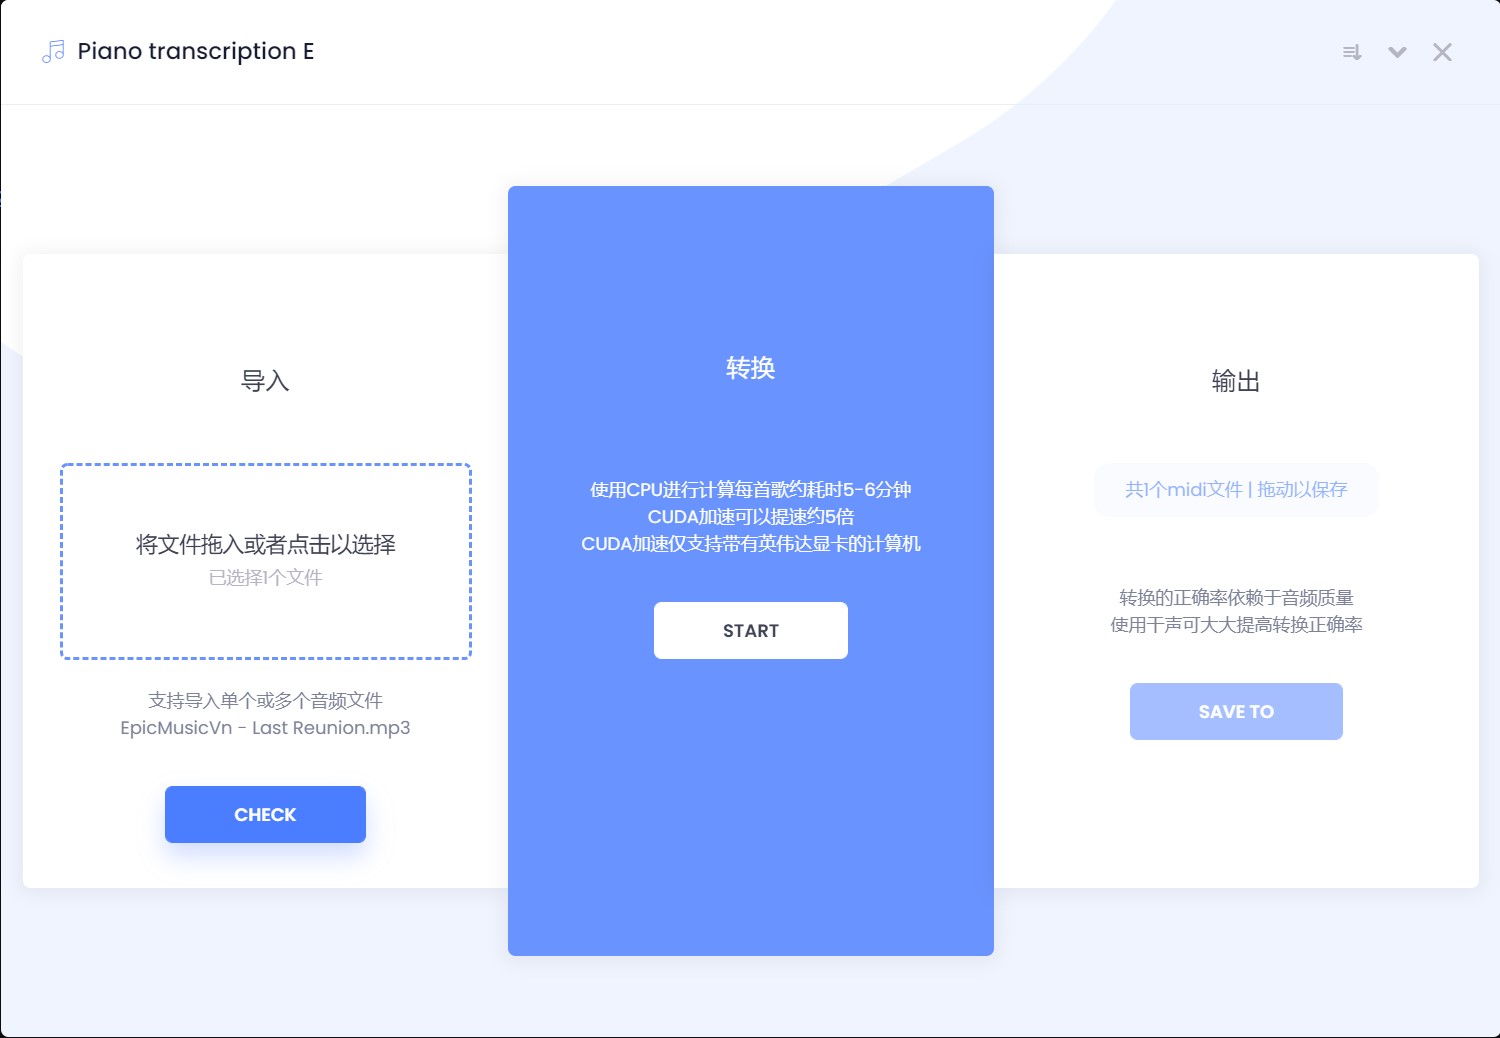 Piano transcription E
导入
将文件拖入或者点击以选择
已选择1个文件
支持导入单个或多个音频文件
EpicMusicVn - Last Reunion.mp3
CHECK
转换
使用CPU进行计算每首歌约耗时5-6分钟
CUDA加速可以提速约5倍
CUDA加速仅支持带有英伟达显卡的计算机
START
输出
共1个midi文件 | 拖动以保存
转换的正确率依赖于音频质量
使用干声可大大提高转换正确率
SAVE TO